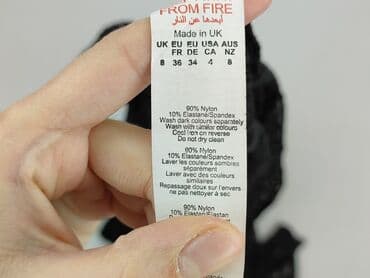 FROM FIRE
أبعدها عن النار
Made in UK
UK EU EU USA AUS
FR DE CA NZ
8 36 34 4 8
90% Nylon
10% Elastane/Spandex
Wash dark colours separately
Wash with similar colours
Cool iron on reverse
Do not dry clean
90% Nylon
10% Elastane/Spandex
Laver les couleurs sombres
séparément
Laver avec des couleurs
similaires
Repassage doux sur l'envers
ne pas nettoyer à sec
90% Nylon